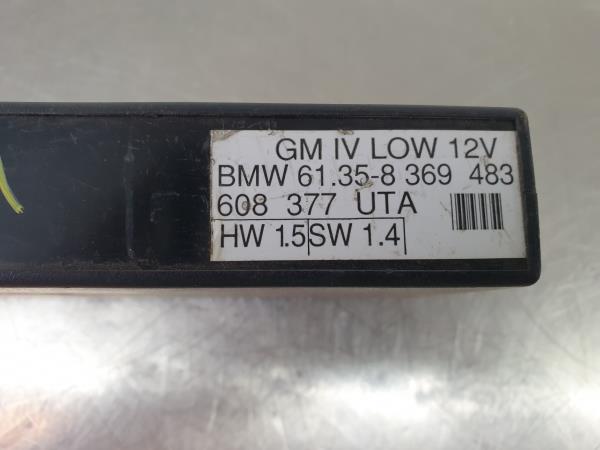 GM IV LOW 12V
BMW 61.35-8 369 483
608 377 UTA
HW 1.5 SW 1.4